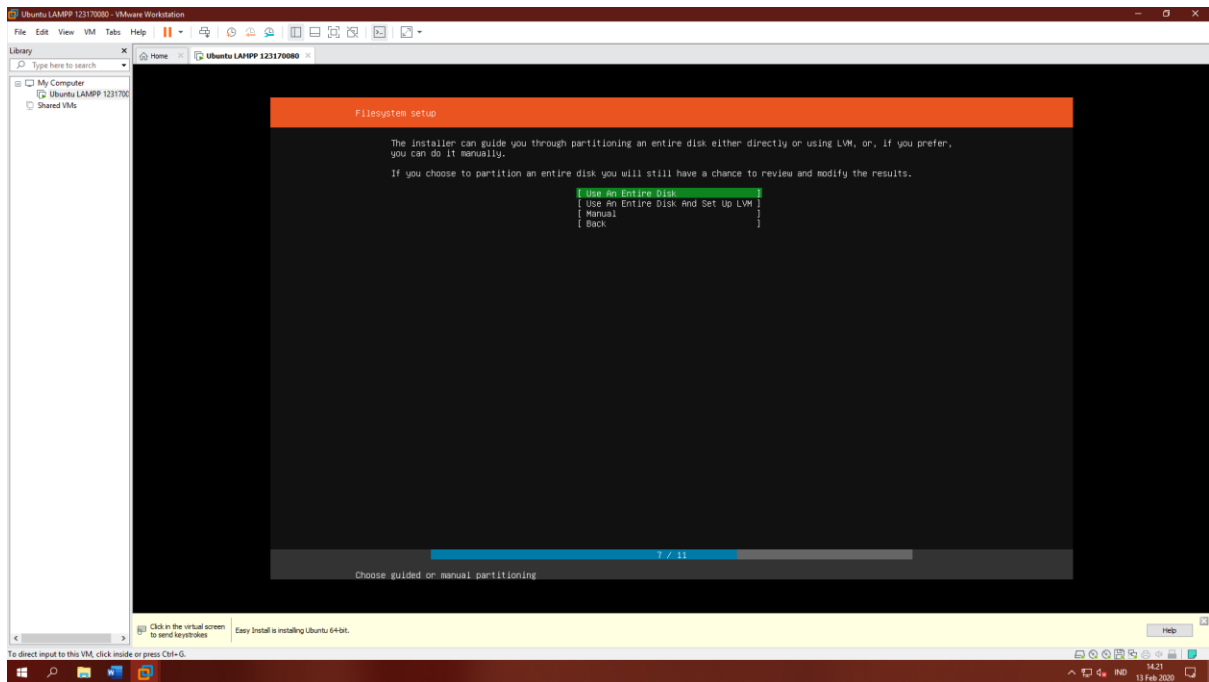 Ubuntu LAMPP 123170080 - VMware Workstation
File Edit View VM Tabs Help
Library
Type here to search
My Computer
Ubuntu LAMPP 1231700
Shared VMs
Home
Ubuntu LAMPP 123170080
Filesystem setup
The installer can guide you through partitioning an entire disk either directly or using LVM, or, if you prefer,
you can do it manually.
If you choose to partition an entire disk you will still have a chance to review and modify the results.
[ Use An Entire Disk ]
[ Use An Entire Disk And Set Up LVM ]
[ Manual ]
[ Back ]
7 / 11
Choose guided or manual partitioning
Click in the virtual screen
to send keystrokes
Easy Install is installing Ubuntu 64-bit.
Help
To direct input to this VM, click inside or press Ctrl+G.
IND
14.21
13 Feb 2020